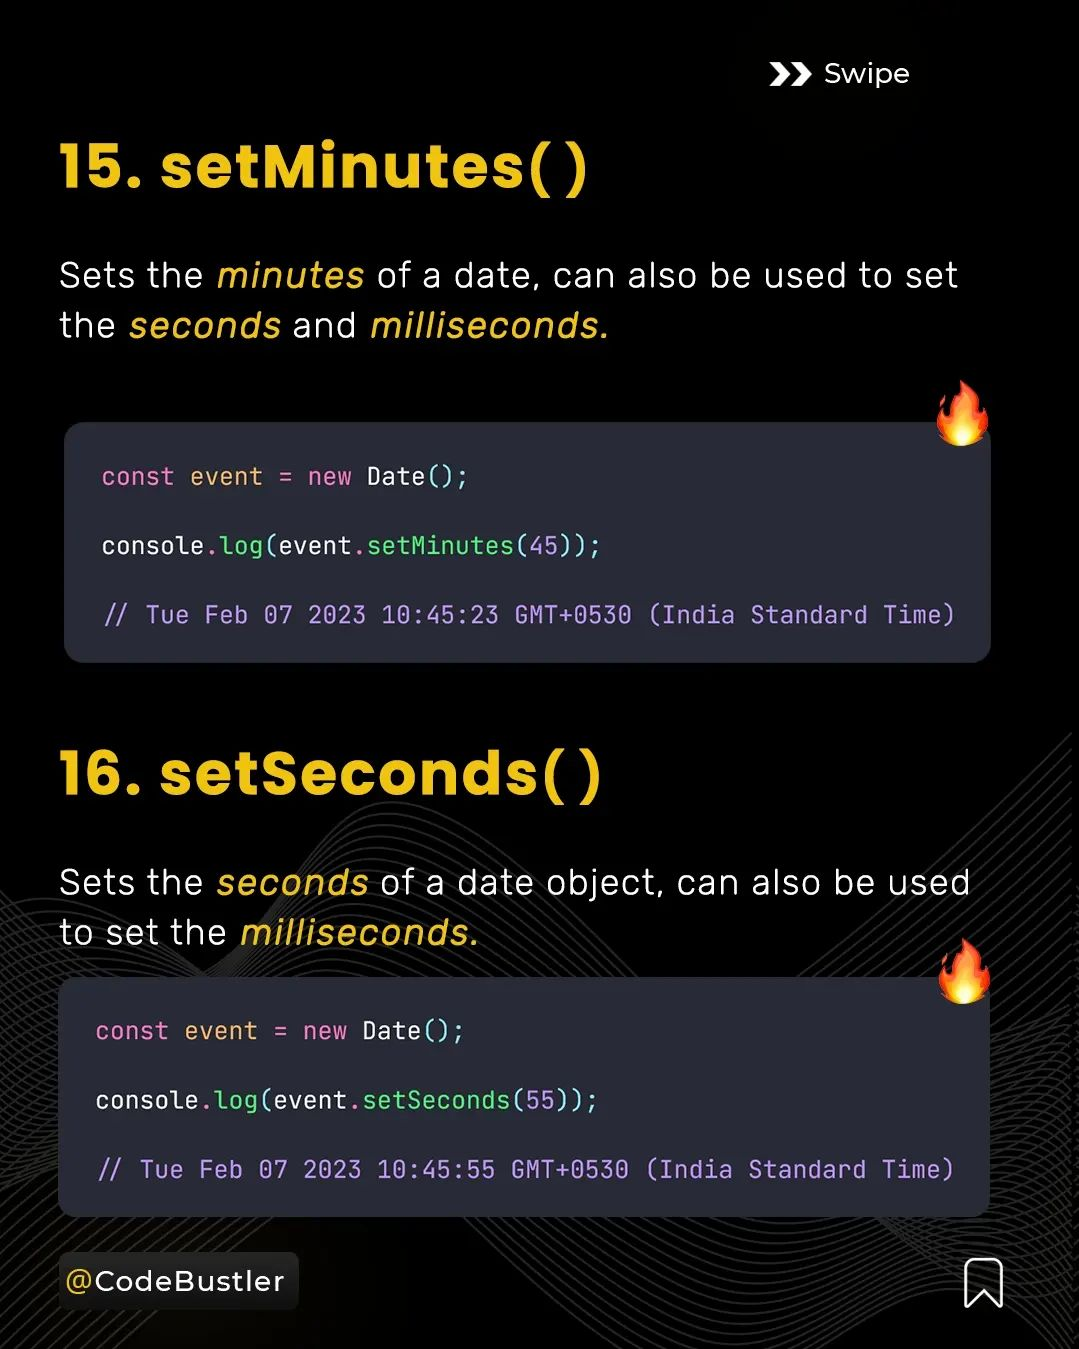 Swipe
15. setMinutes()
Sets the minutes of a date, can also be used to set
the seconds and milliseconds.
const event = new Date();
console.log(event.setMinutes(45));
// Tue Feb 07 2023 10:45:23 GMT+0530 (India Standard Time)
16. setSeconds()
Sets the seconds of a date object, can also be used
to set the milliseconds.
const event = new Date();
console.log(event.setSeconds(55));
// Tue Feb 07 2023 10:45:55 GMT+0530 (India Standard Time)
@CodeBustler